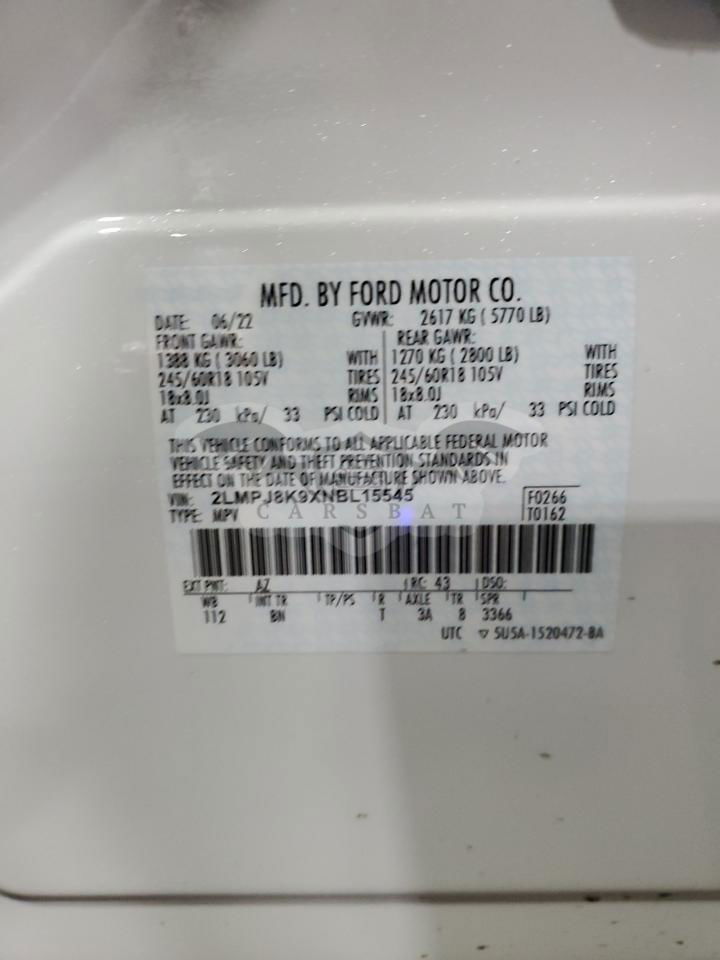 MFD. BY FORD MOTOR CO.
DATE: 06/22 GVWR: 2617 KG ( 5770 LB)
FRONT GAWR: REAR GAWR:
1388 KG ( 3060 LB) WITH 1270 KG ( 2800 LB) WITH
245/60R18 105V TIRES 245/60R18 105V TIRES
18x8.0J RIMS 18x8.0J RIMS
AT 230 kPa/ 33 PSI COLD AT 230 kPa/ 33 PSI COLD
THIS VEHICLE CONFORMS TO ALL APPLICABLE FEDERAL MOTOR
VEHICLE SAFETY AND THEFT PREVENTION STANDARDS IN
EFFECT ON THE DATE OF MANUFACTURE SHOWN ABOVE.
VIN: 2LMPJ8K9XNBL15545 F0266
TYPE: MPV T0162
CARSBAT
EXT PNT: AZ RC: 43 DSO:
WB INT TR TP/PS R AXLE TR SPR
112 BN T 3A 8 3366
UTC ▽ 5U5A-1520472-BA